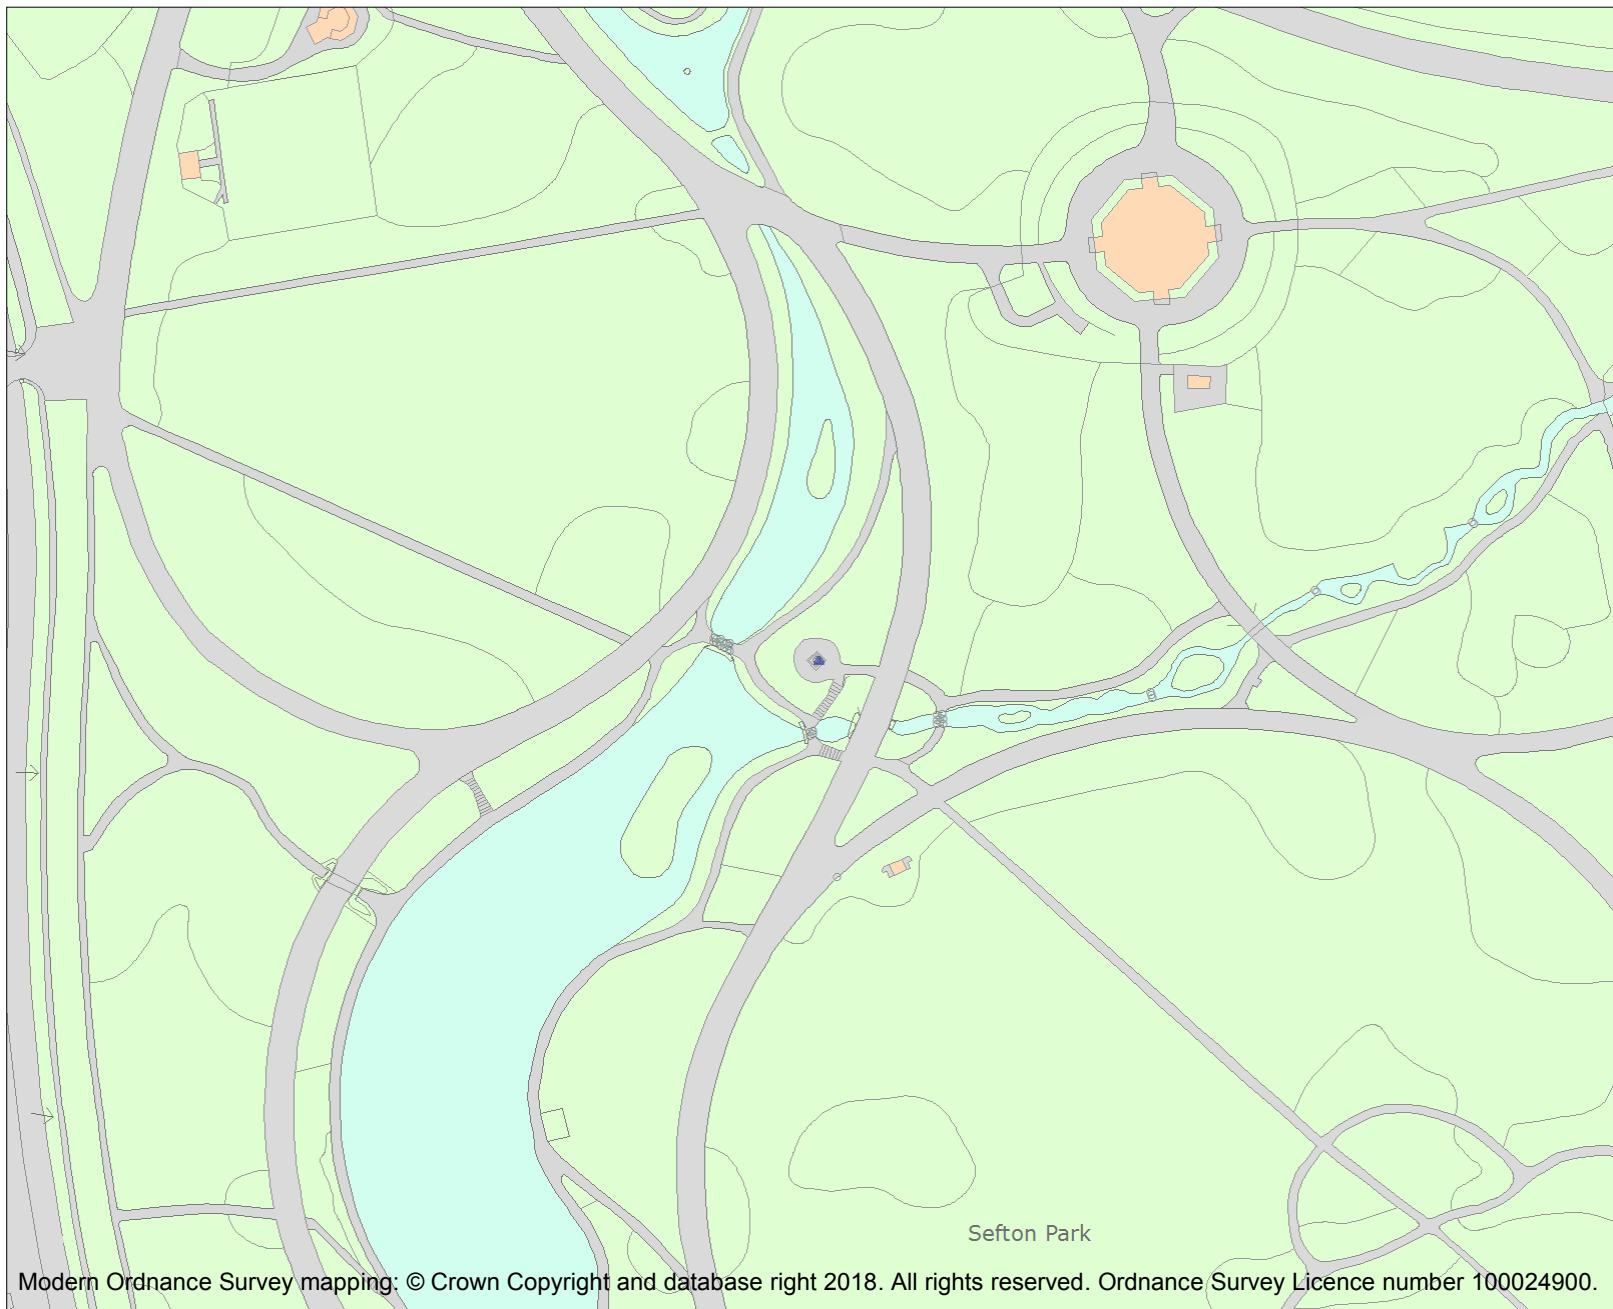 Sefton Park
Modern Ordnance Survey mapping: © Crown Copyright and database right 2018. All rights reserved. Ordnance Survey Licence number 100024900.